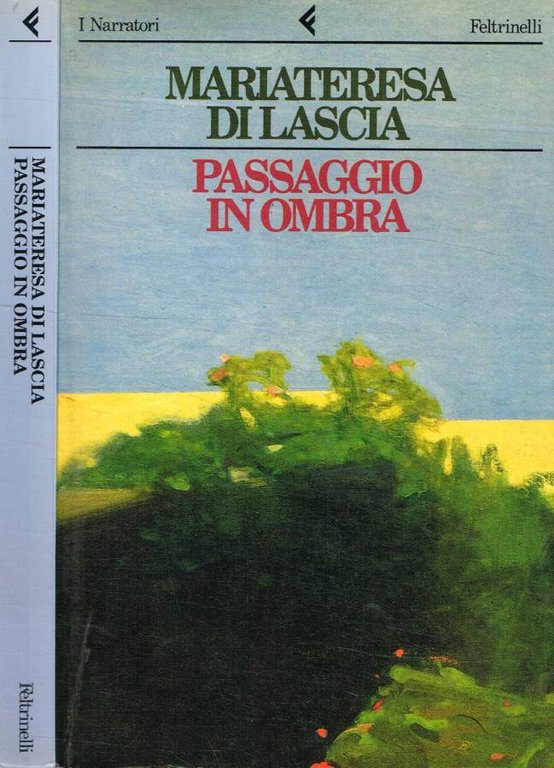 I Narratori
Feltrinelli
MARIATERESA
DI LASCIA
PASSAGGIO
IN OMBRA
MARIATERESA DI LASCIA
PASSAGGIO IN OMBRA
Feltrinelli